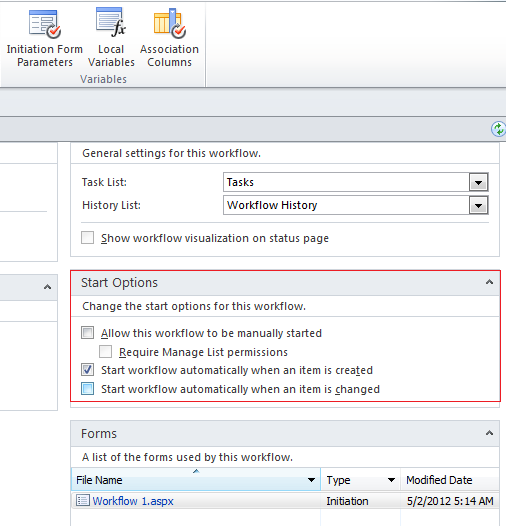 Initiation Form Parameters
Local Variables
Association Columns
Variables
General settings for this workflow.
Task List: Tasks
History List: Workflow History
Show workflow visualization on status page
Start Options
Change the start options for this workflow.
Allow this workflow to be manually started
Require Manage List permissions
Start workflow automatically when an item is created
Start workflow automatically when an item is changed
Forms
A list of the forms used by this workflow.
File Name Type Modified Date
Workflow 1.aspx Initiation 5/2/2012 5:14 AM